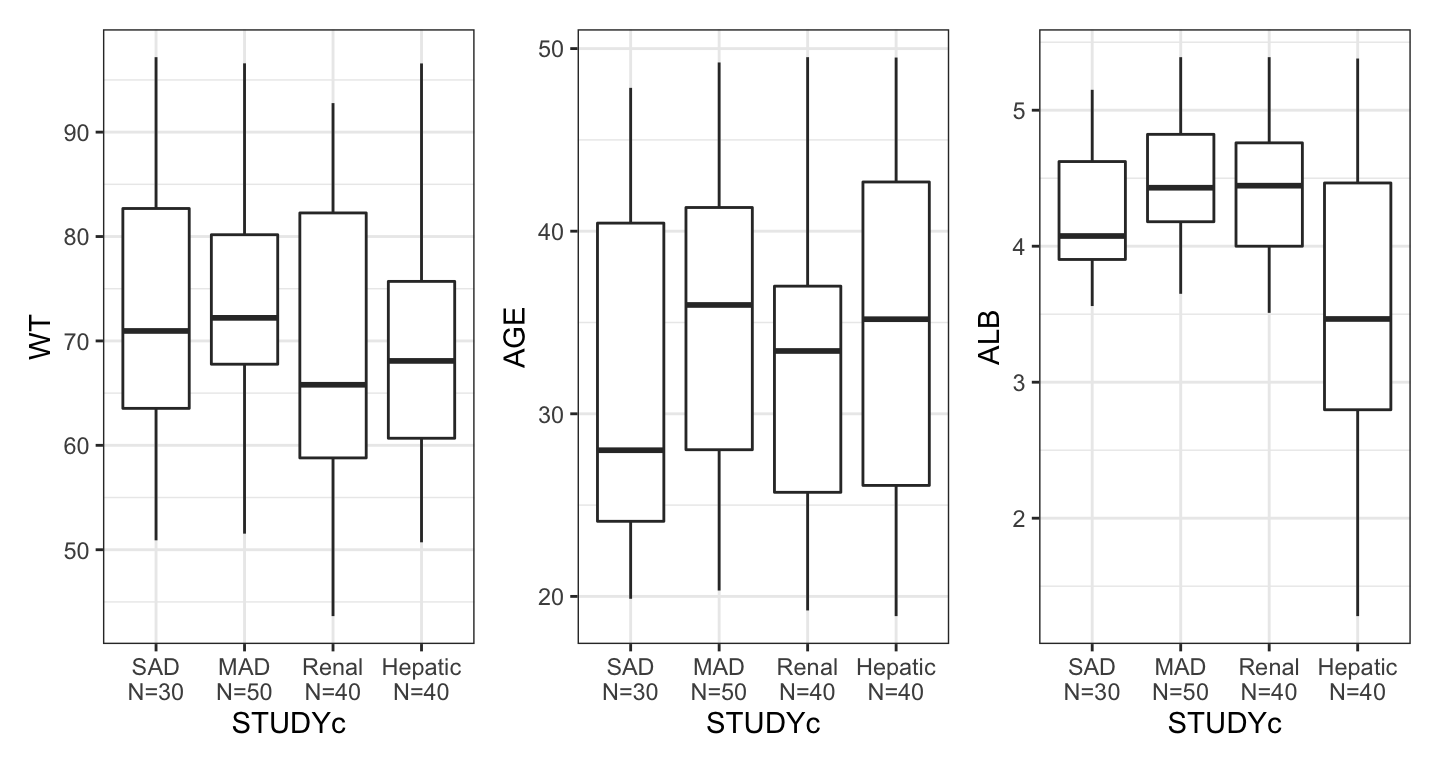 WT
90
80
70
60
50
SAD MAD Renal Hepatic
N=30 N=50 N=40 N=40
STUDYc
AGE
50
40
30
20
SAD MAD Renal Hepatic
N=30 N=50 N=40 N=40
STUDYc
ALB
5
4
3
2
SAD MAD Renal Hepatic
N=30 N=50 N=40 N=40
STUDYc